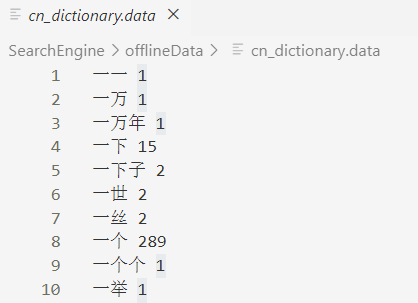 cn_dictionary.data ×
SearchEngine > offlineData > cn_dictionary.data
1 一一 1
2 一万 1
3 一万年 1
4 一下 15
5 一下子 2
6 一世 2
7 一丝 2
8 一个 289
9 一个个 1
10 一举 1